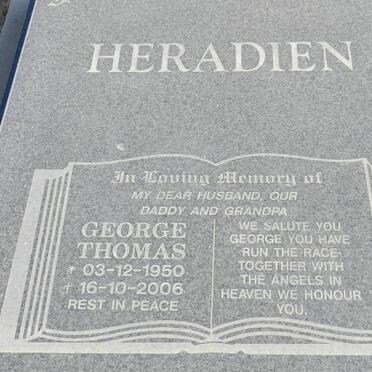 HERADIEN
In Loving Memory of
MY DEAR HUSBAND, OUR
DADDY AND GRANDPA
GEORGE
THOMAS
* 03-12-1950
† 16-10-2006
REST IN PEACE
WE SALUTE YOU
GEORGE YOU HAVE
RUN THE RACE-
TOGETHER WITH
THE ANGELS IN
HEAVEN WE HONOUR
YOU.